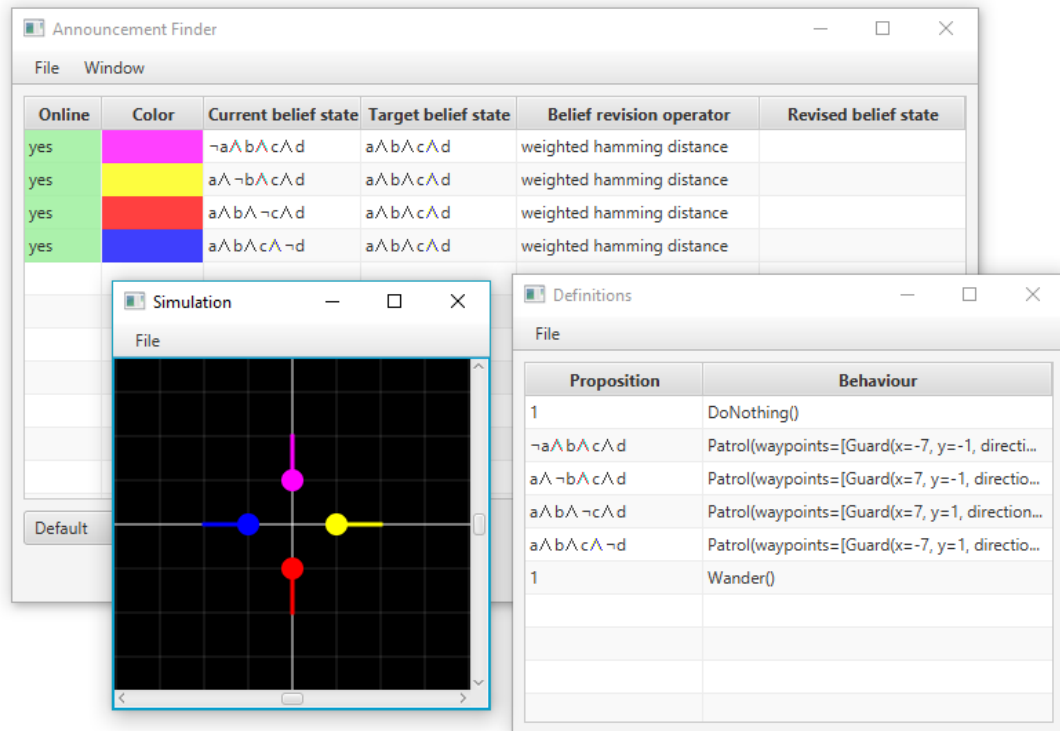 Announcement Finder
File Window
Online Color Current belief state Target belief state Belief revision operator Revised belief state
yes ¬a∧b∧c∧d a∧b∧c∧d weighted hamming distance
yes a∧¬b∧c∧d a∧b∧c∧d weighted hamming distance
yes a∧b∧¬c∧d a∧b∧c∧d weighted hamming distance
yes a∧b∧c∧¬d a∧b∧c∧d weighted hamming distance
Default
Simulation
File
Definitions
File
Proposition Behaviour
1 DoNothing()
¬a∧b∧c∧d Patrol(waypoints=[Guard(x=-7, y=-1, directi...
a∧¬b∧c∧d Patrol(waypoints=[Guard(x=7, y=-1, directio...
a∧b∧¬c∧d Patrol(waypoints=[Guard(x=7, y=1, direction...
a∧b∧c∧¬d Patrol(waypoints=[Guard(x=-7, y=1, directio...
1 Wander()